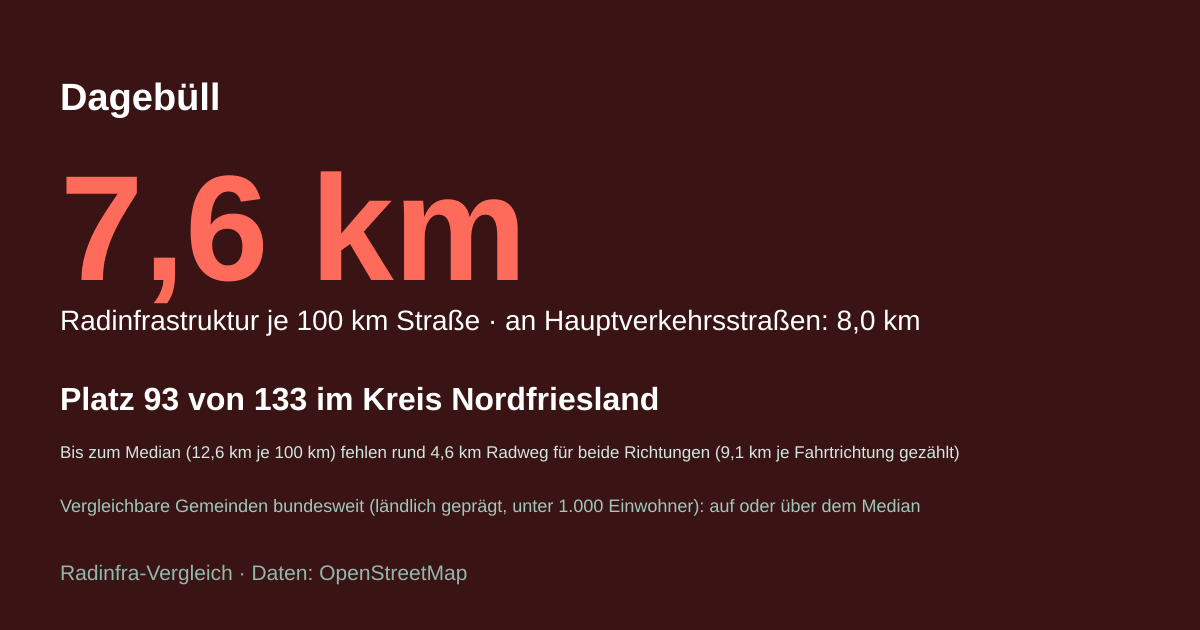 Dagebüll
7,6 km
Radinfrastruktur je 100 km Straße · an Hauptverkehrsstraßen: 8,0 km
Platz 93 von 133 im Kreis Nordfriesland
Bis zum Median (12,6 km je 100 km) fehlen rund 4,6 km Radweg für beide Richtungen (9,1 km je Fahrtrichtung gezählt)
Vergleichbare Gemeinden bundesweit (ländlich geprägt, unter 1.000 Einwohner): auf oder über dem Median
Radinfra-Vergleich · Daten: OpenStreetMap